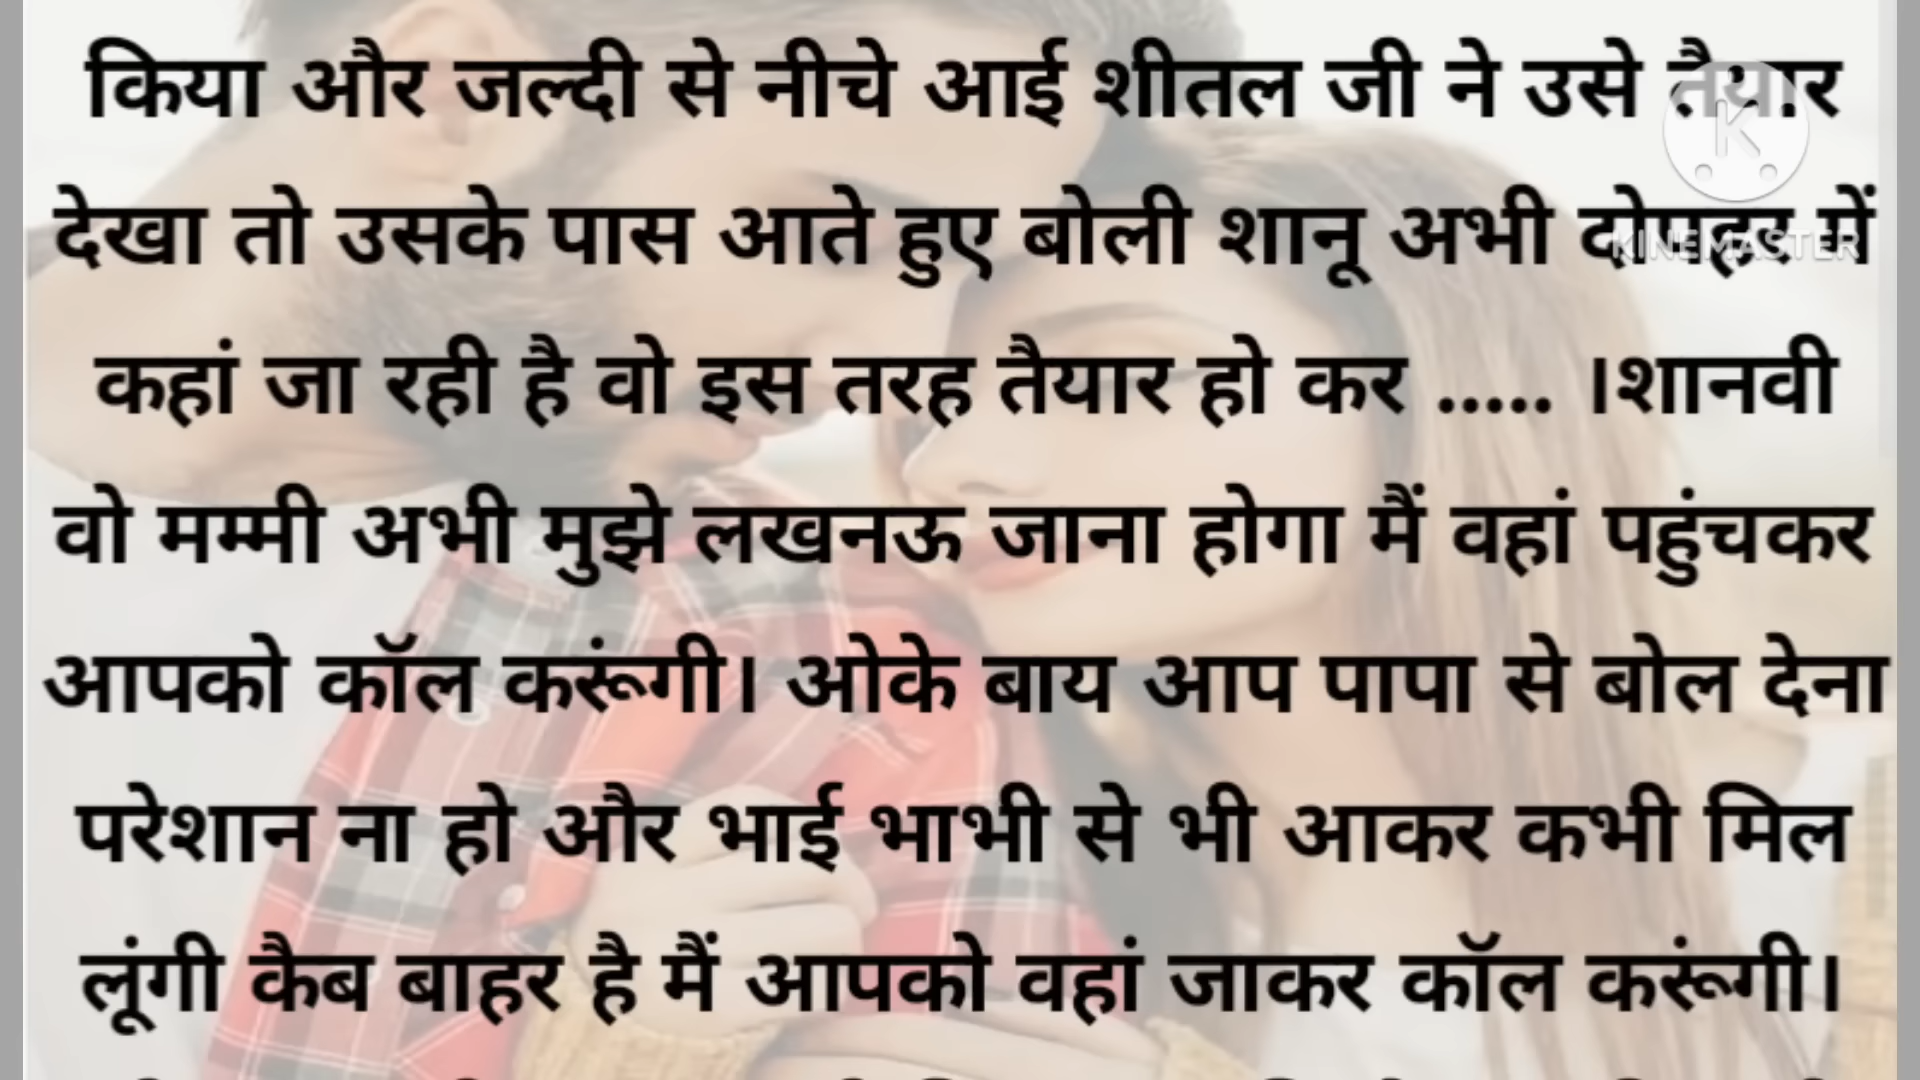 किया और जल्दी से नीचे आई शीतल जी ने उसे तैयार
देखा तो उसके पास आते हुए बोली शानू अभी दोपहर में
KINEMASTER
कहां जा रही है वो इस तरह तैयार हो कर ..... ।शानवी
वो मम्मी अभी मुझे लखनऊ जाना होगा मैं वहां पहुंचकर
आपको कॉल करूंगी। ओके बाय आप पापा से बोल देना
परेशान ना हो और भाई भाभी से भी आकर कभी मिल
लूंगी कैब बाहर है मैं आपको वहां जाकर कॉल करूंगी।